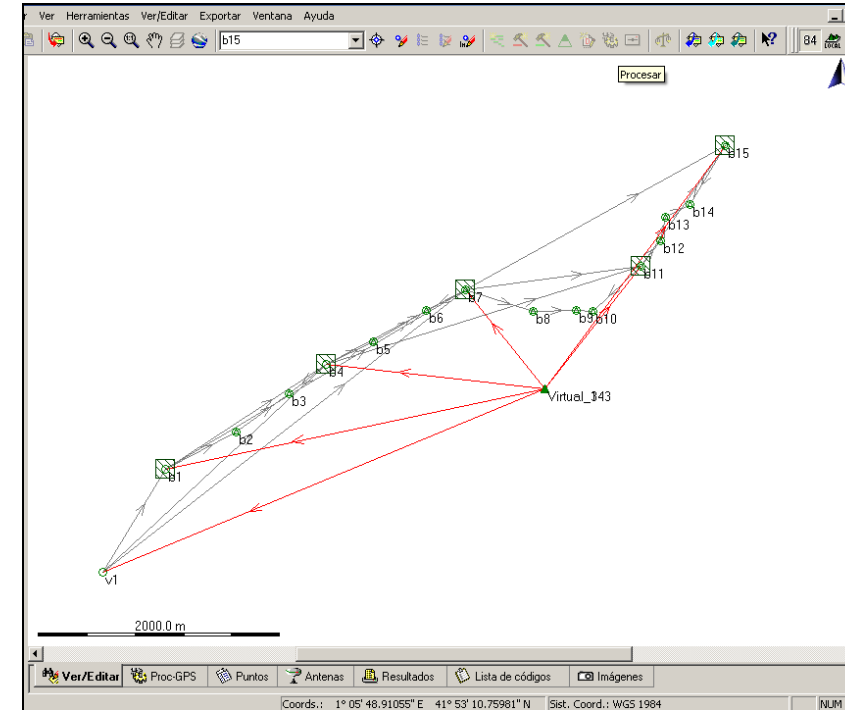 Ver Herramientas Ver/Editar Exportar Ventana Ayuda
b15
84 LOCAL
Procesar
b15
b14
b13
b12
b11
b7
b6
b8
b9 b10
b5
b4
b3
b2
b1
v1
2000.0 m
Ver/Editar Proc-GPS Puntos Antenas Resultados Lista de códigos Imágenes
Coords.: 1° 05' 48.91055" E 41° 53' 10.75981" N Sist. Coord.: WGS 1984 NUM